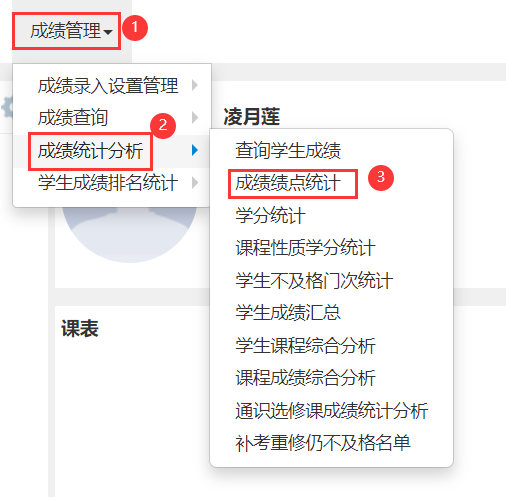 成绩管理 1
成绩录入设置管理
成绩查询
2
成绩统计分析
学生成绩排名统计
凌月莲
查询学生成绩
成绩绩点统计 3
学分统计
课程性质学分统计
学生不及格门次统计
学生成绩汇总
学生课程综合分析
课程成绩综合分析
通识选修课成绩统计分析
补考重修仍不及格名单
课表